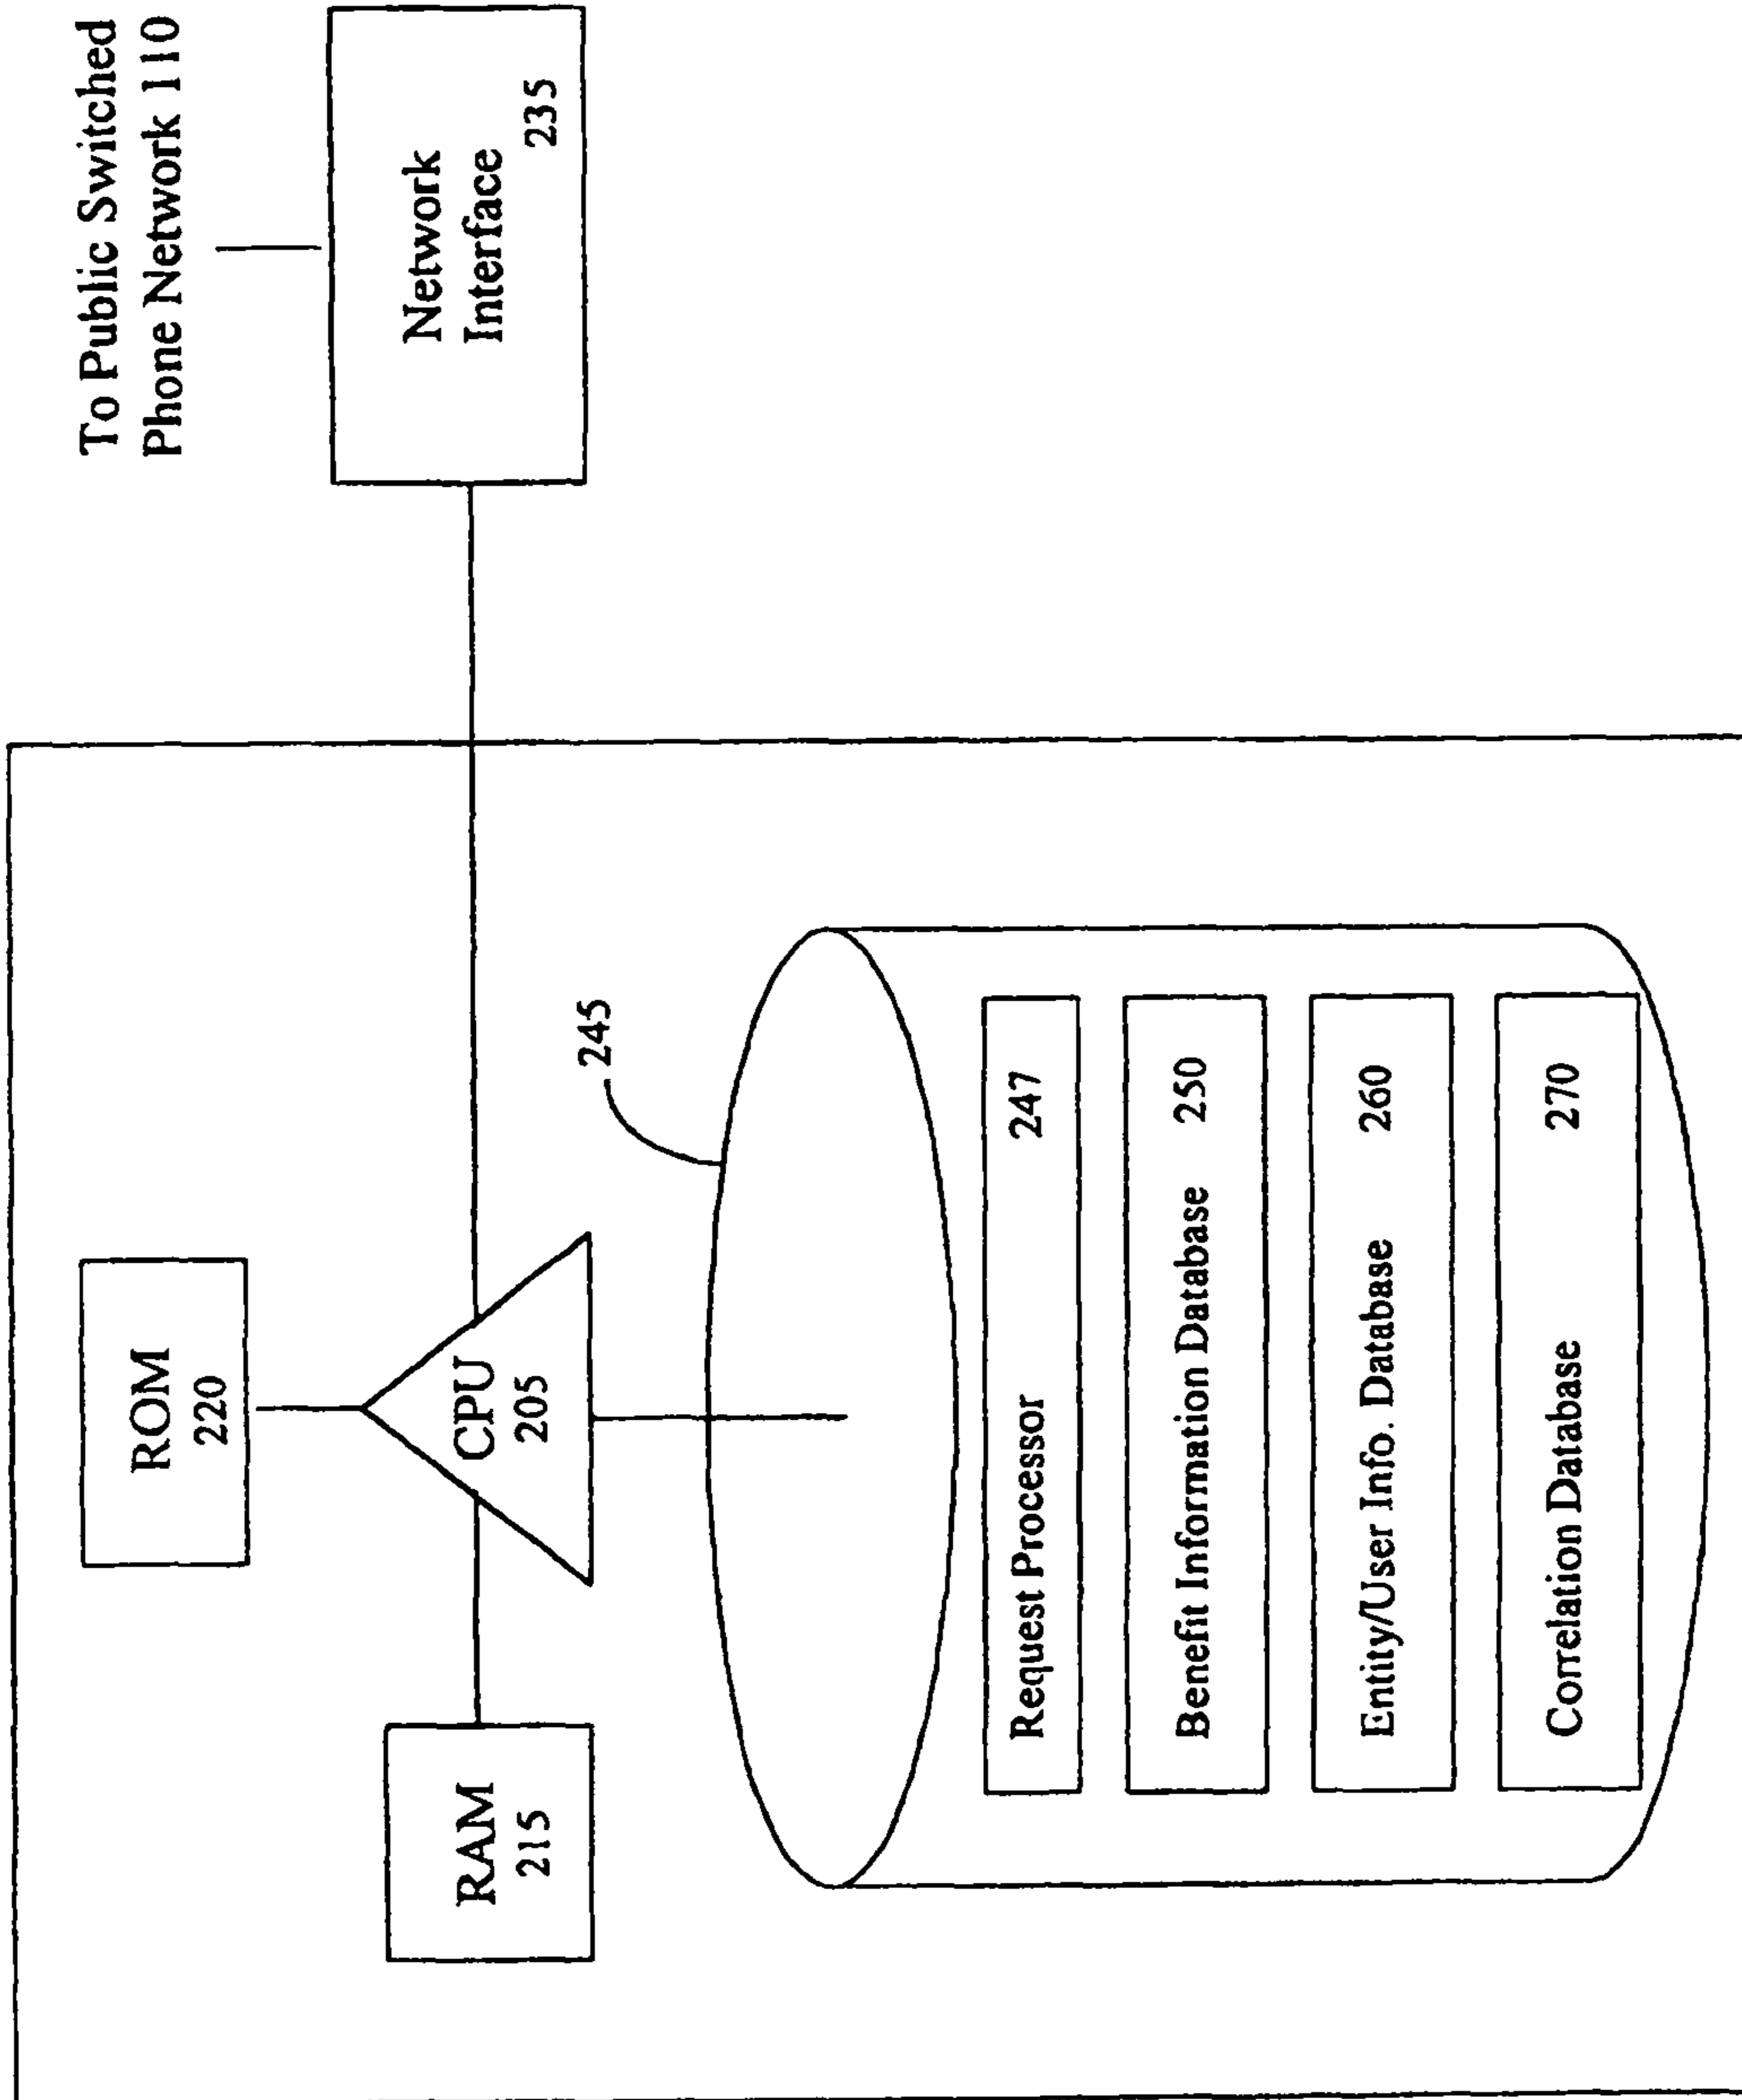 To Public Switched
Phone Network 110
Network
Interface
235
ROM
220
CPU
205
RAM
215
245
Request Processor 247
Benefit Information Database 250
Entity/User Info. Database 260
Correlation Database 270